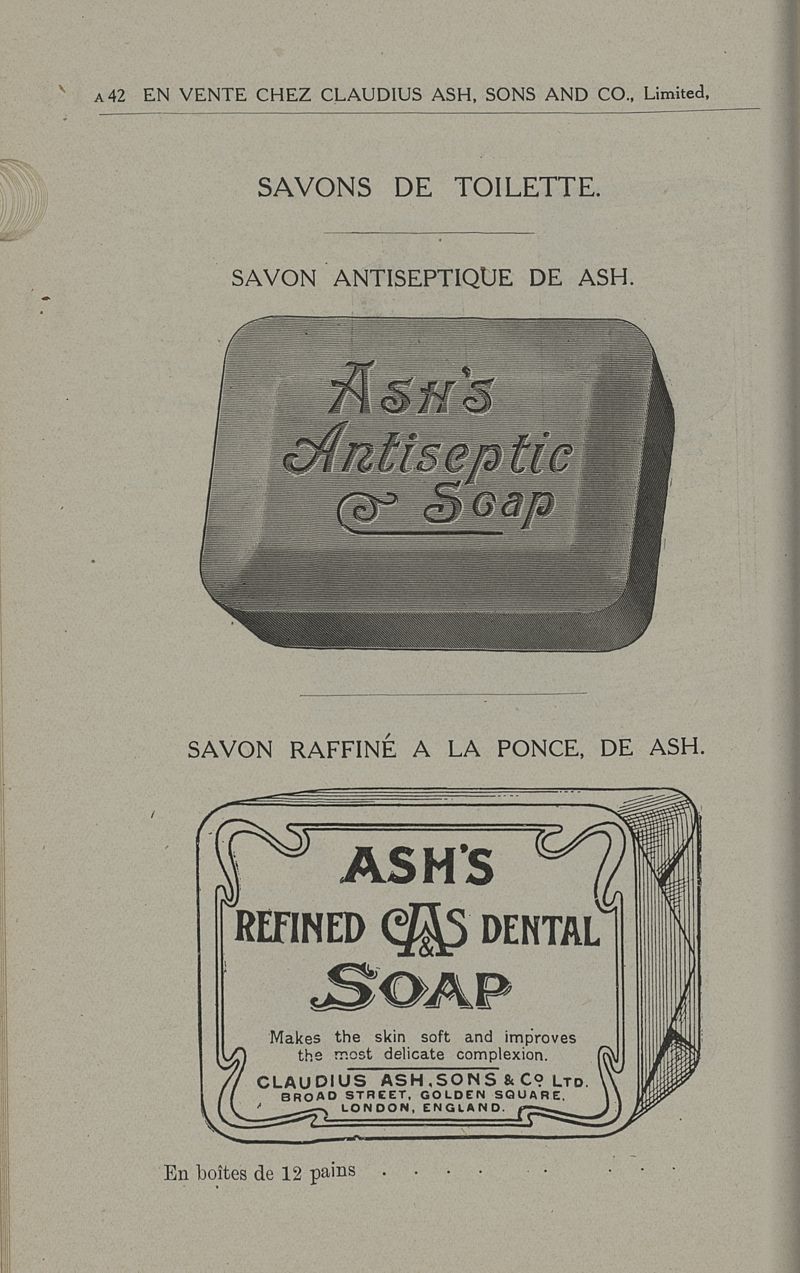 A 42 EN VENTE CHEZ CLAUDIUS ASH, SONS AND CO., Limited,
SAVONS DE TOILETTE.
SAVON ANTISEPTIQUE DE ASH.
Ash's
Antiseptic
Soap
SAVON RAFFINÉ A LA PONCE, DE ASH.
ASH'S
REFINED CAS& DENTAL
SOAP
Makes the skin soft and improves
the most delicate complexion.
CLAUDIUS ASH, SONS & Co LTD.
BROAD STREET, GOLDEN SQUARE,
LONDON, ENGLAND.
En boîtes de 12 pains . . . . . . . .